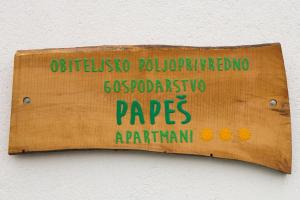 OBITELJSKO POLJOPRIVREDNO
GOSPODARSTVO
PAPEŠ
APARTMANI